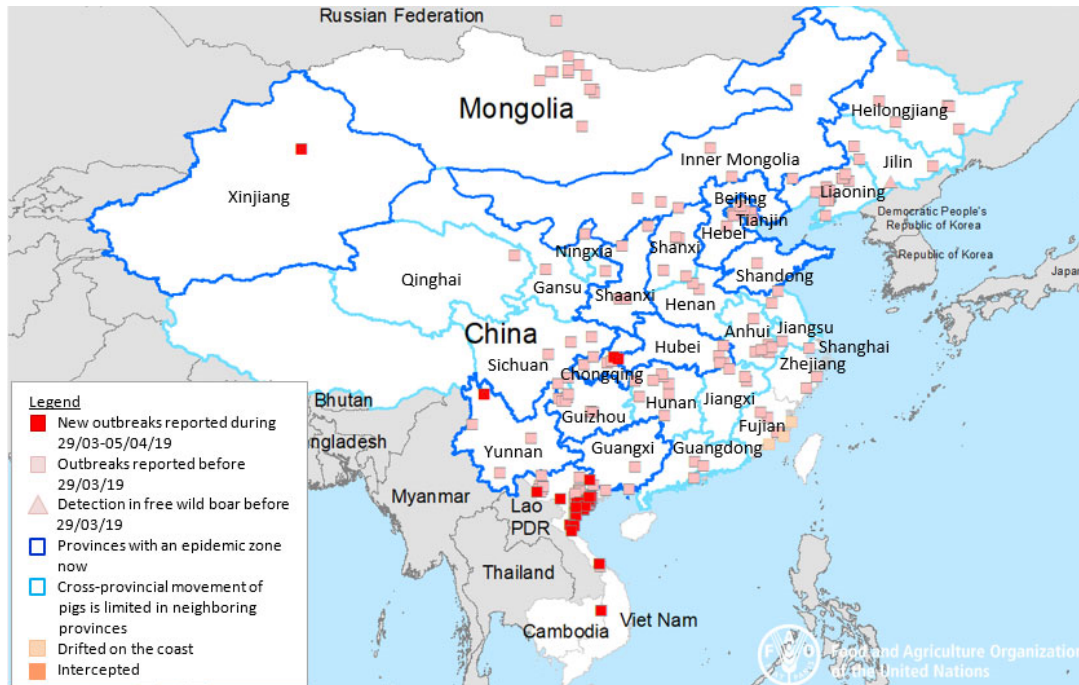 Russian Federation
Mongolia
Heilongjiang
Jilin
Inner Mongolia
Xinjiang
Liaoning
Beijing
Tianjin
Hebei
Democratic People's
Republic of Korea
Republic of Korea
Japan
Ningxia
Shanxi
Shandong
Qinghai
Gansu
Shaanxi
Henan
China
Anhui
Jiangsu
Shanghai
Hubei
Zhejiang
Sichuan
Chongqing
Hunan
Jiangxi
Guizhou
Fujian
Bhutan
Yunnan
Guangxi
Guangdong
angladesh
Myanmar
Lao
PDR
Thailand
Viet Nam
Cambodia
Legend
New outbreaks reported during
29/03-05/04/19
Outbreaks reported before
29/03/19
Detection in free wild boar before
29/03/19
Provinces with an epidemic zone
now
Cross-provincial movement of
pigs is limited in neighboring
provinces
Drifted on the coast
Intercepted
FAO
Food and Agriculture Organization
of the United Nations